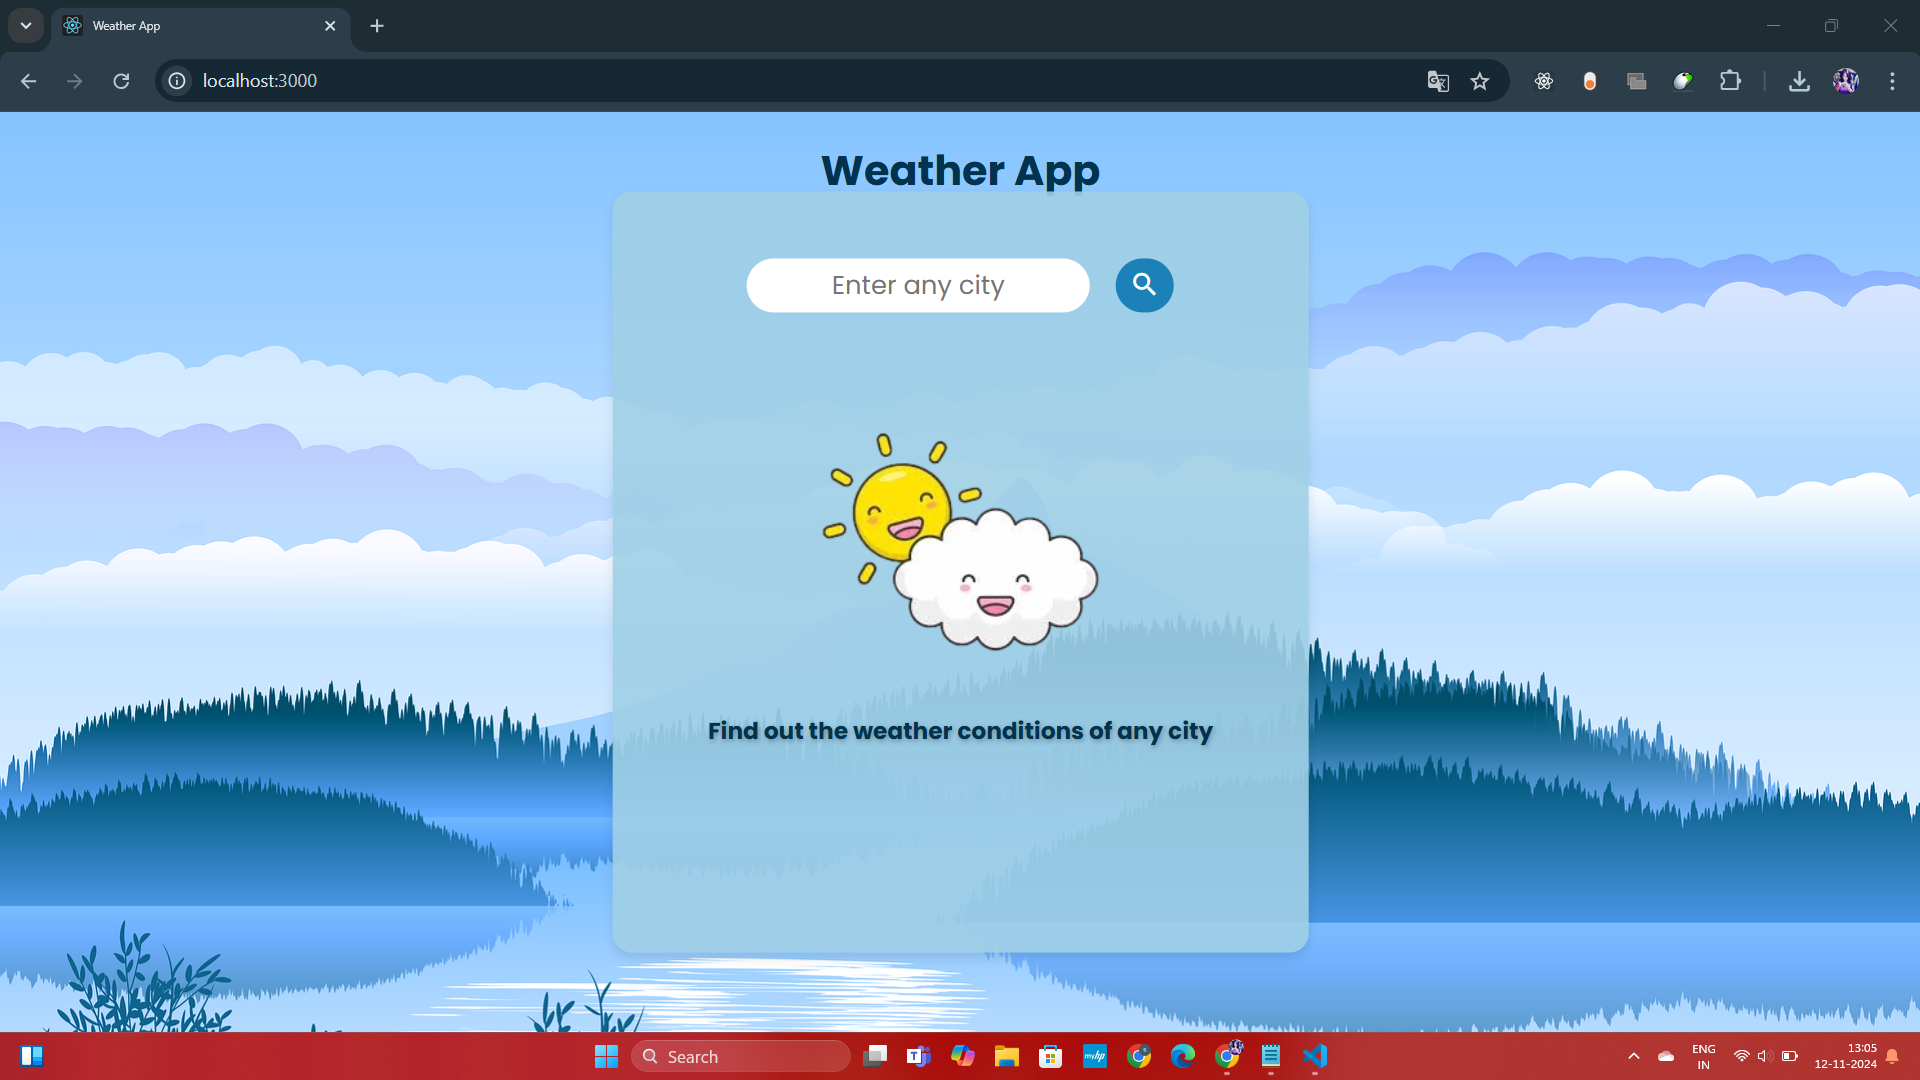 Weather App
localhost:3000
Weather App
Enter any city
Find out the weather conditions of any city
Search
T
myhp
ENG
IN
13:05
12-11-2024